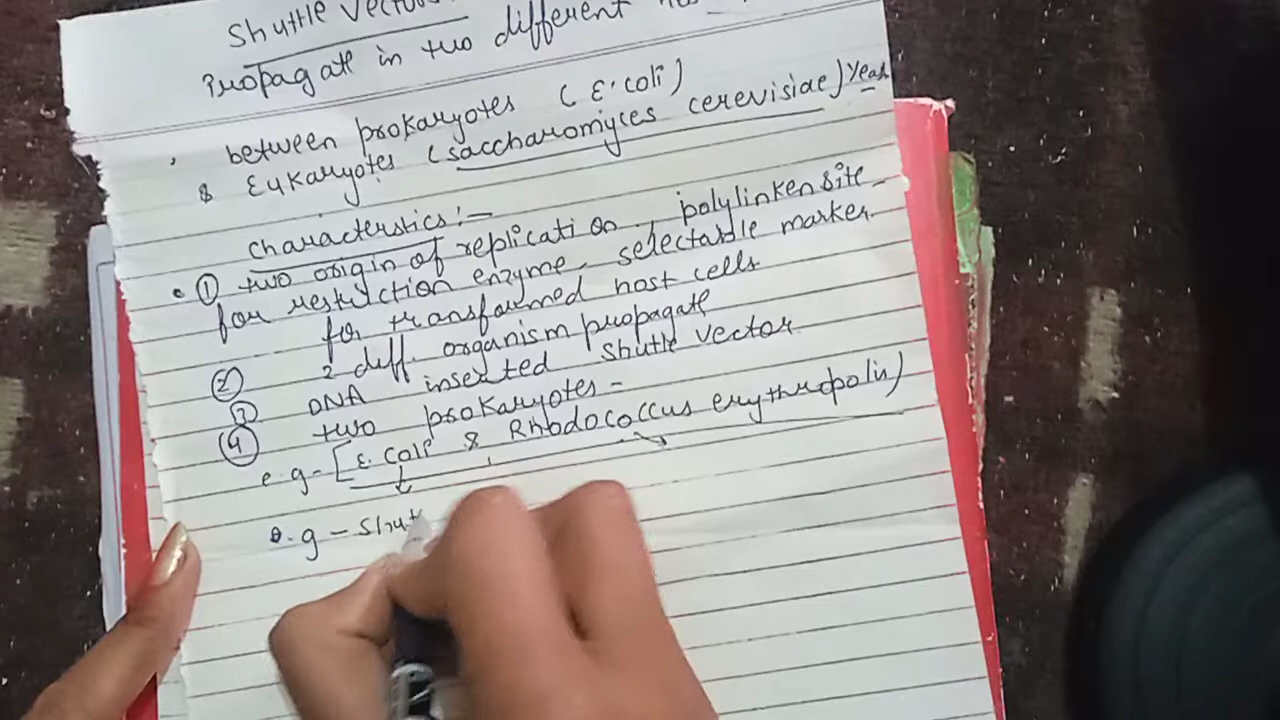 Shuttle vector
Propagate in two different
between prokaryotes (E. coli)
& Eukaryotes (saccharomyces cerevisiae) Yeast
Characteristics :-
① two origin of replication, polylinker site
for restriction enzyme, selectable marker
for transformed host cells
② 2 diff. organism propagate
③ DNA inserted shuttle vector
④ two prokaryotes -
e.g - [E. coli & Rhodococcus erythropolis)
e.g - Shut